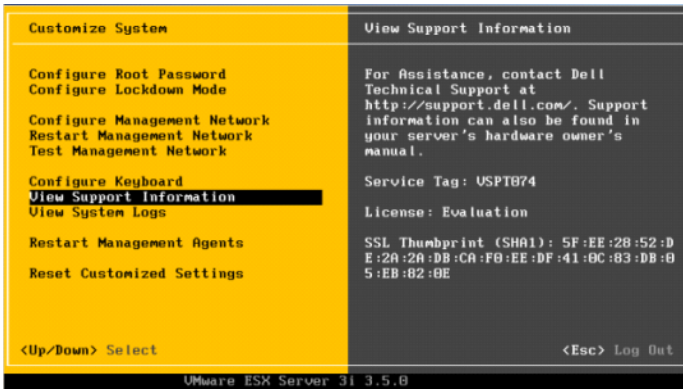 Customize System
Configure Root Password
Configure Lockdown Mode
Configure Management Network
Restart Management Network
Test Management Network
Configure Keyboard
View Support Information
View System Logs
Restart Management Agents
Reset Customized Settings
<Up/Down> Select
View Support Information
For Assistance, contact Dell
Technical Support at
http://support.dell.com/. Support
information can also be found in
your server's hardware owner's
manual.
Service Tag: VSPT074
License: Evaluation
SSL Thumbprint (SHA1): 5F:EE:28:52:D
E:2A:2A:DB:CA:F0:EE:DF:41:0C:83:DB:0
5:EB:82:0E
<Esc> Log Out
VMware ESX Server 3i 3.5.0